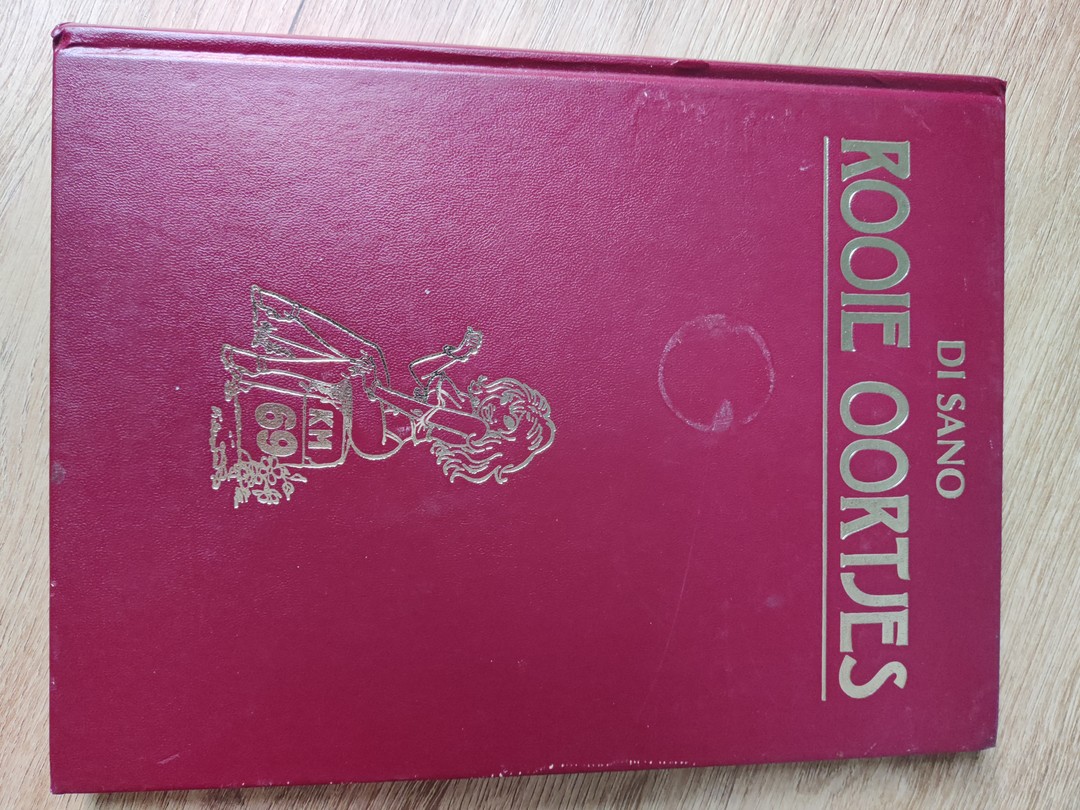 DI SANO
ROOIE OORTJES
KM
69